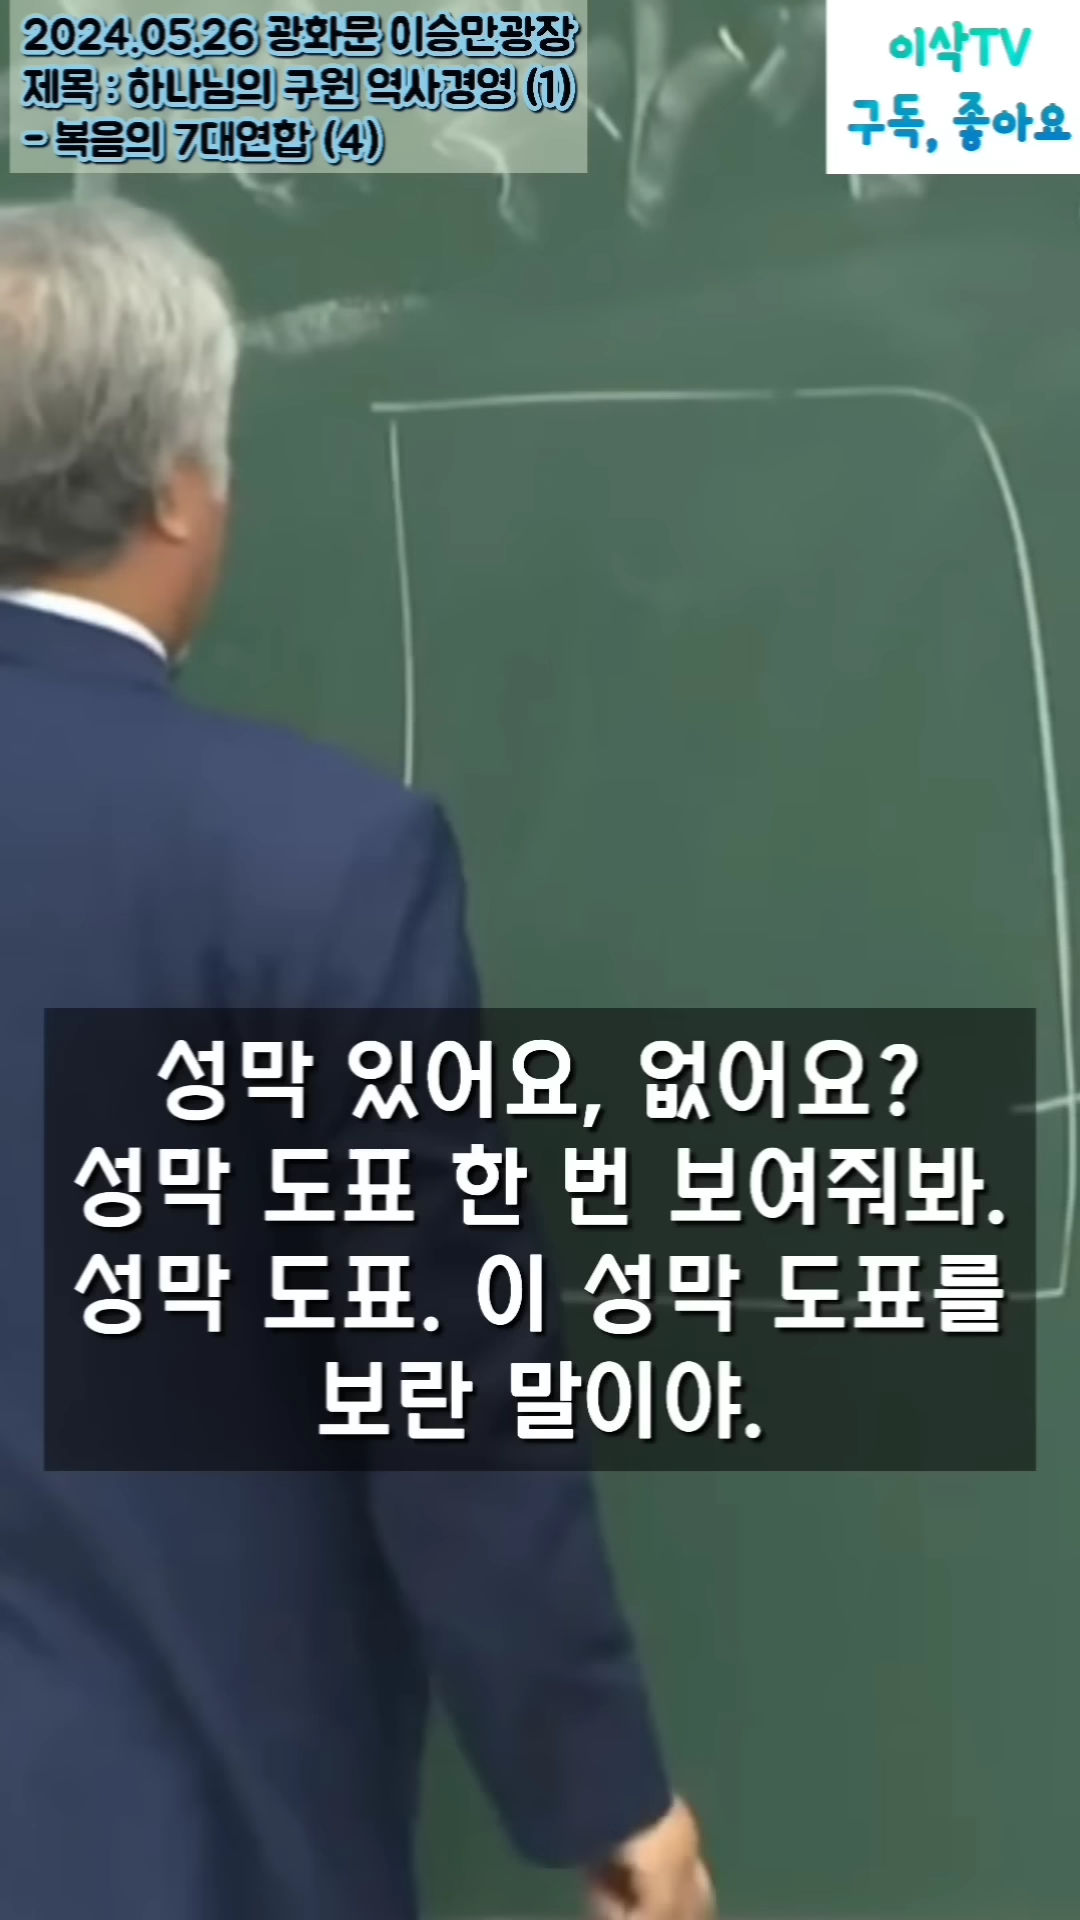 2024.05.26 광화문 이승만광장
제목 : 하나님의 구원 역사경영 (1)
- 복음의 7대연합 (4)
이삭TV
구독, 좋아요
성막 있어요, 없어요?
성막 도표 한 번 보여줘봐.
성막 도표. 이 성막 도표를
보란 말이야.